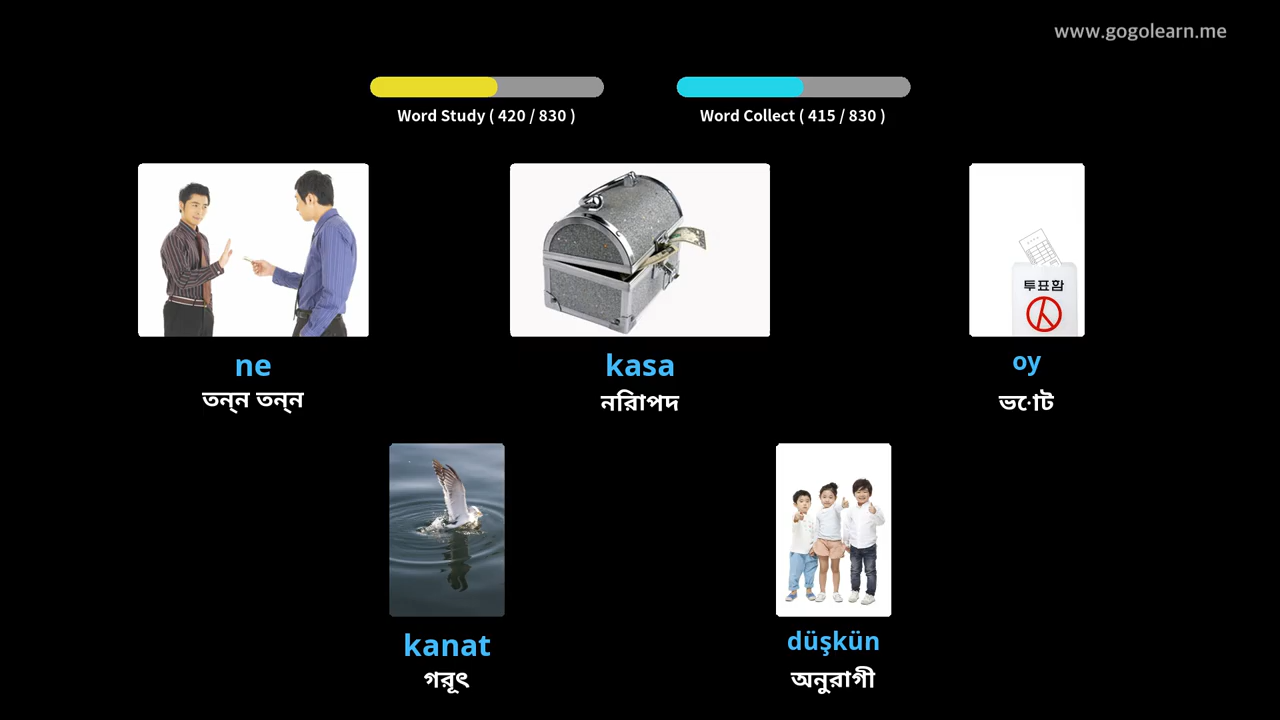 www.gogolearn.me
Word Study ( 420 / 830 )
Word Collect ( 415 / 830 )
투표함
ne
kasa
oy
তন্ন তন্ন
নিরাপদ
ভোট
kanat
düşkün
গরূৎ
অনুরাগী